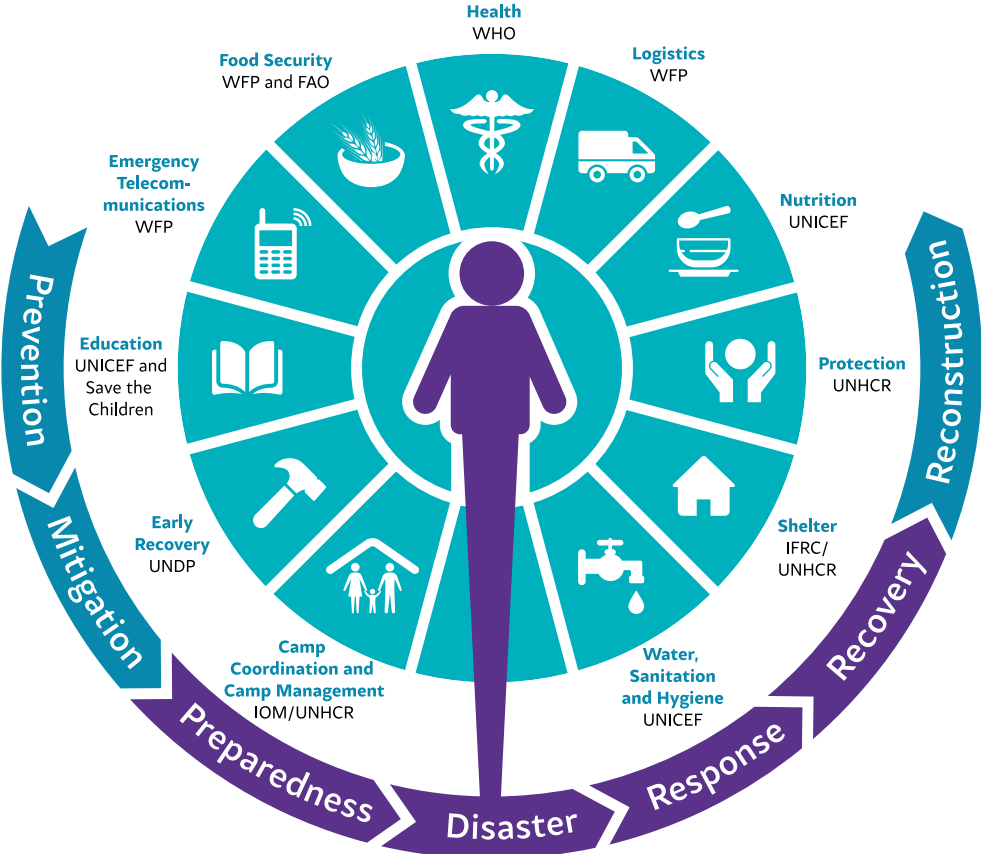 Health
WHO
Logistics
WFP
Nutrition
UNICEF
Protection
UNHCR
Shelter
IFRC/
UNHCR
Water,
Sanitation
and Hygiene
UNICEF
Camp
Coordination and
Camp Management
IOM/UNHCR
Early
Recovery
UNDP
Education
UNICEF and
Save the
Children
Emergency
Telecom-
munications
WFP
Food Security
WFP and FAO
Prevention
Mitigation
Preparedness
Disaster
Response
Recovery
Reconstruction